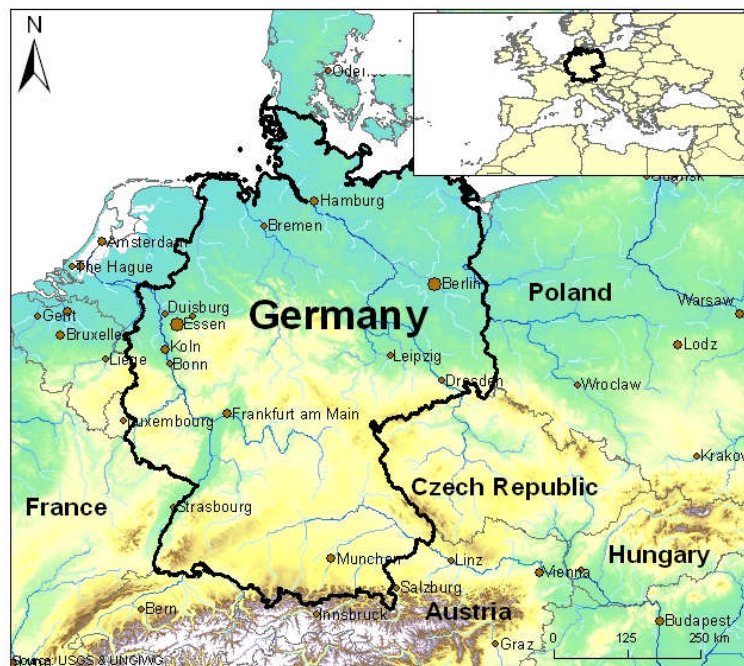 N
Odense
Gdansk
Hamburg
Bremen
Amsterdam
The Hague
Berlin
Poland
Warsaw
Duisburg
Germany
Gent
Essen
Bruxelles
Lodz
Koln
Liege
Bonn
Leipzig
Dresden
Wroclaw
Luxembourg
Frankfurt am Main
Krakow
Czech Republic
France
Strasbourg
Hungary
Munchen
Linz
Vienna
Salzburg
Austria
Bern
Innsbruck
Budapest
Graz
0 125 250 km
Source: USGS & UNGIWG